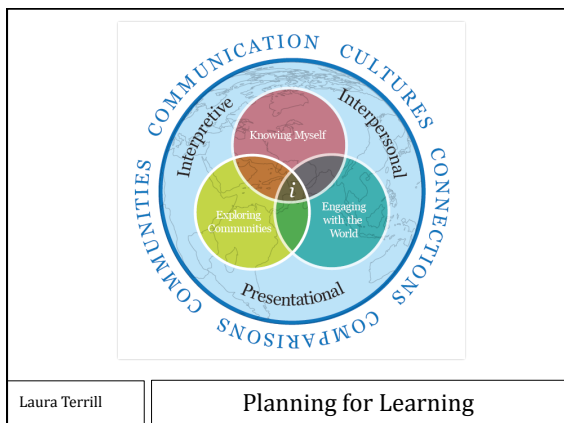 COMMUNICATION
CULTURES
CONNECTIONS
COMPARISONS
COMMUNITIES
Interpretive
Interpersonal
Presentational
Knowing Myself
i
Exploring
Communities
Engaging
with the
World
Laura Terrill
Planning for Learning